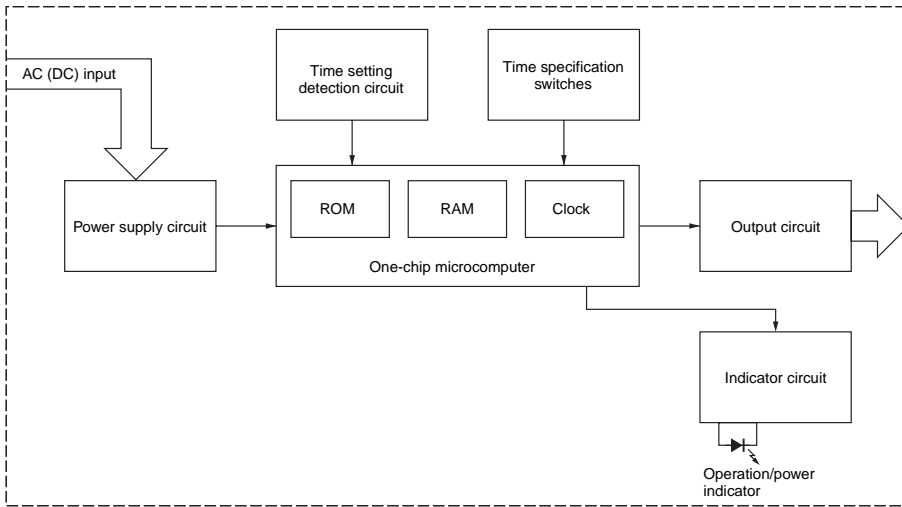 AC (DC) input
Time setting
detection circuit
Time specification
switches
Power supply circuit
ROM
RAM
Clock
One-chip microcomputer
Output circuit
Indicator circuit
Operation/power
indicator